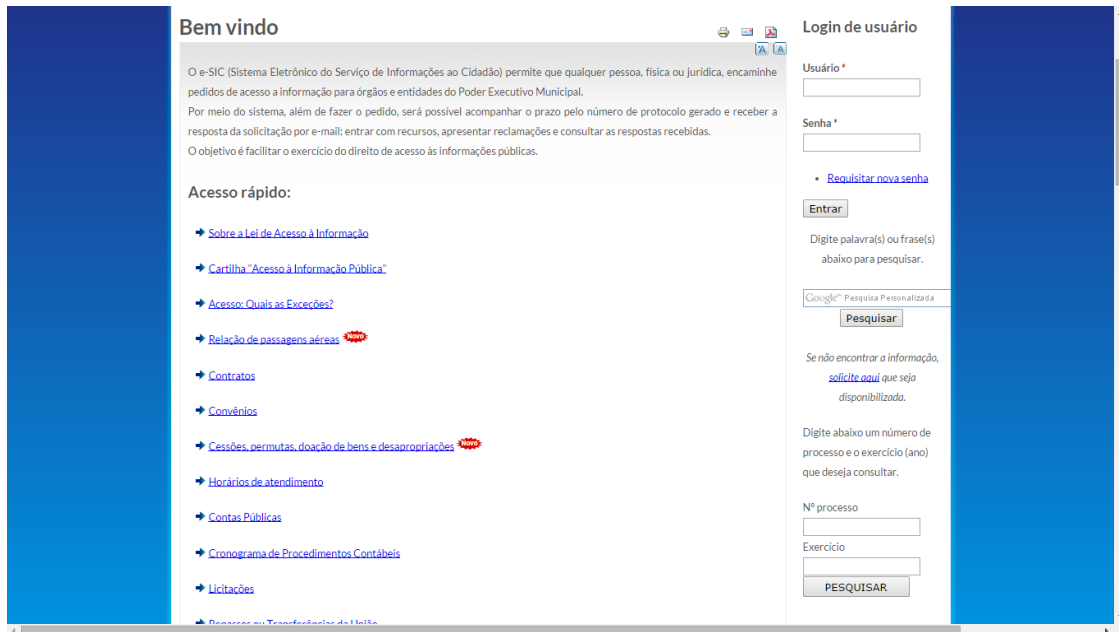 Bem vindo
A A
O e-SIC (Sistema Eletrônico do Serviço de Informações ao Cidadão) permite que qualquer pessoa, física ou jurídica, encaminhe
pedidos de acesso a informação para órgãos e entidades do Poder Executivo Municipal.
Por meio do sistema, além de fazer o pedido, será possível acompanhar o prazo pelo número de protocolo gerado e receber a
resposta da solicitação por e-mail; entrar com recursos, apresentar reclamações e consultar as respostas recebidas.
O objetivo é facilitar o exercício do direito de acesso às informações públicas.
Acesso rápido:
Sobre a Lei de Acesso à Informação
Cartilha "Acesso à Informação Pública"
Acesso: Quais as Exceções?
Relação de passagens aéreas Novo
Contratos
Convênios
Cessões, permutas, doação de bens e desapropriações Novo
Horários de atendimento
Contas Públicas
Cronograma de Procedimentos Contábeis
Licitações
Repasses ou Transferências da União
Login de usuário
Usuário *
Senha *
Requisitar nova senha
Entrar
Digite palavra(s) ou frase(s)
abaixo para pesquisar.
Google™ Pesquisa Personalizada
Pesquisar
Se não encontrar a informação,
solicite aqui que seja
disponibilizada.
Digite abaixo um número de
processo e o exercício (ano)
que deseja consultar.
Nº processo
Exercício
PESQUISAR